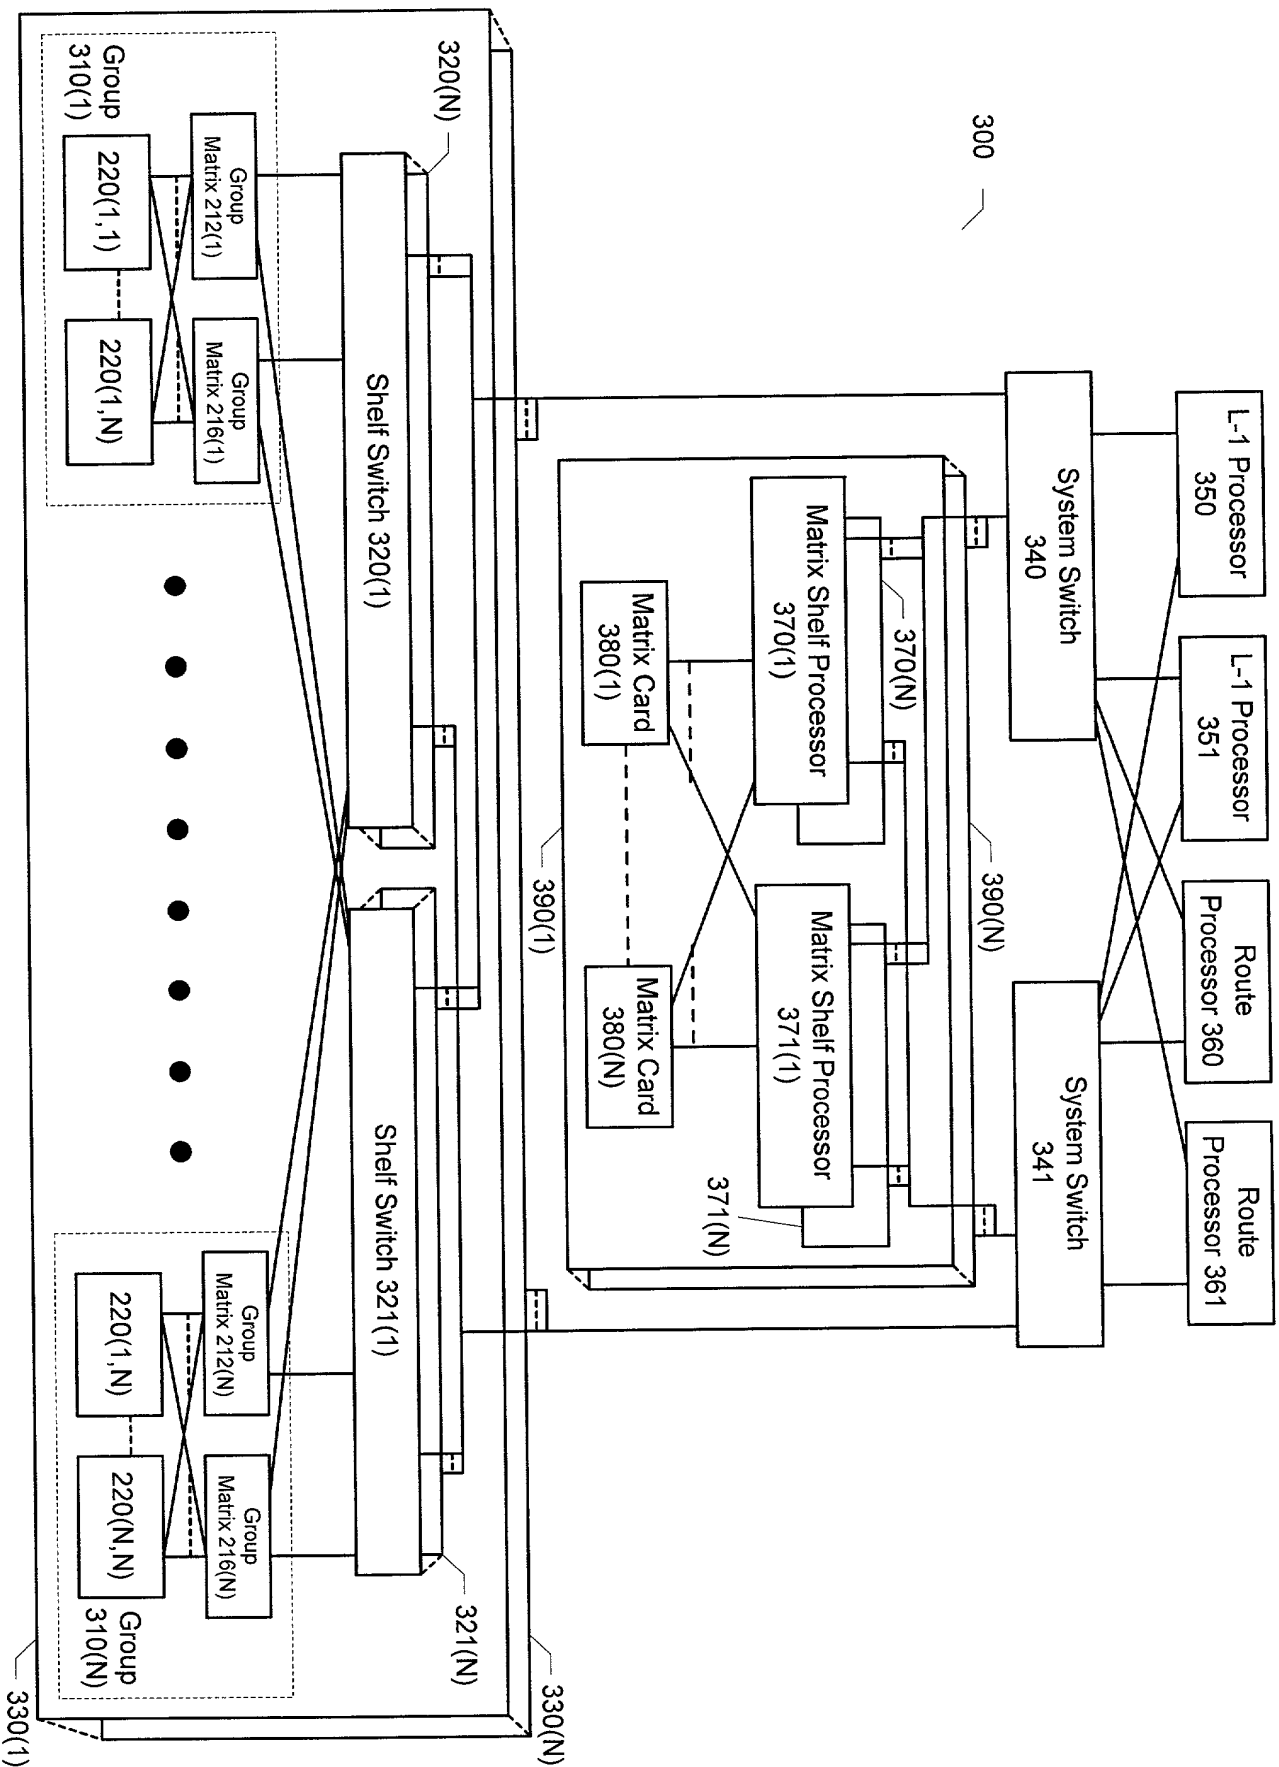 300
L-1 Processor
350
L-1 Processor
351
Route
Processor 360
Route
Processor 361
System Switch
340
System Switch
341
390(N)
370(N)
Matrix Shelf Processor
370(1)
Matrix Shelf Processor
371(1)
371(N)
Matrix Card
380(1)
Matrix Card
380(N)
390(1)
320(N)
321(N)
330(N)
Shelf Switch 320(1)
Shelf Switch 321(1)
Group
Matrix 212(1)
Group
Matrix 216(1)
Group
Matrix 212(N)
Group
Matrix 216(N)
Group
310(1)
220(1,1)
220(1,N)
220(1,N)
220(N,N)
Group
310(N)
330(1)